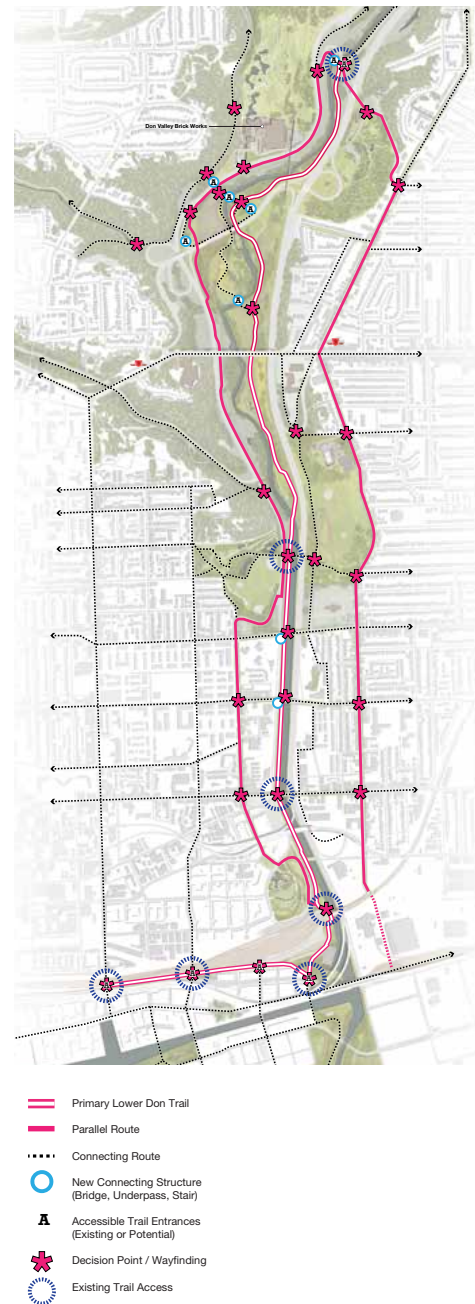 A
Don Valley Brick Works
A
A
A
A
A
A
A
A
Primary Lower Don Trail
Parallel Route
Connecting Route
New Connecting Structure
(Bridge, Underpass, Stair)
A
Accessible Trail Entrances
(Existing or Potential)
Decision Point / Wayfinding
Existing Trail Access